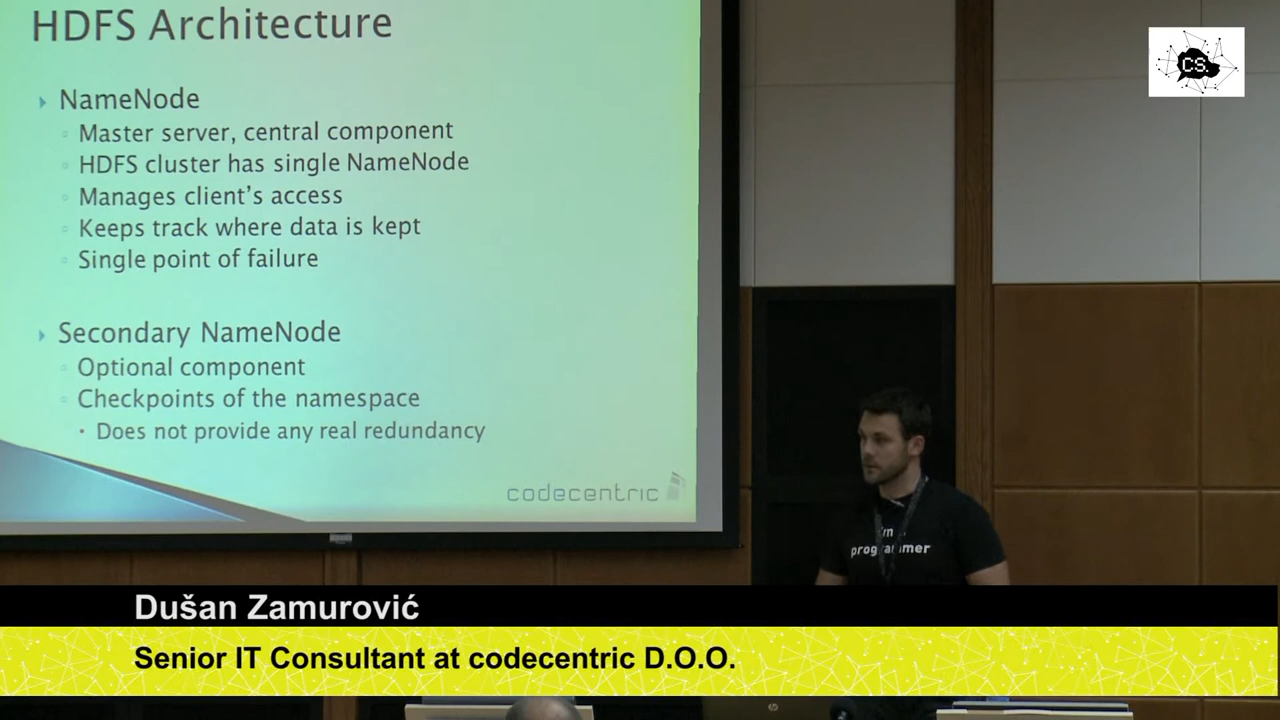 HDFS Architecture
NameNode
Master server, central component
HDFS cluster has single NameNode
Manages client's access
Keeps track where data is kept
Single point of failure
Secondary NameNode
Optional component
Checkpoints of the namespace
Does not provide any real redundancy
codecentric
CS.
programmer
Dušan Zamurović
Senior IT Consultant at codecentric D.O.O.
hp